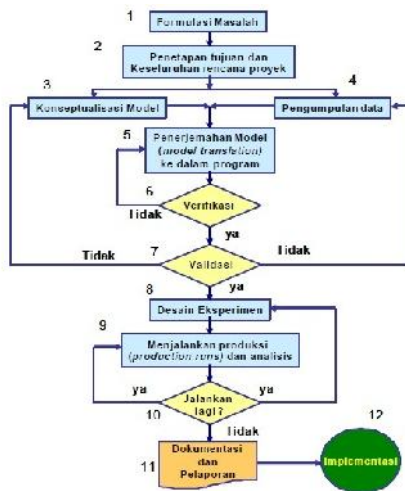 1
Formulasi Masalah
2
Penetapan tujuan dan
Keseluruhan rencana proyek
3
4
Konseptualisasi Model
Pengumpulan data
5
Penerjemahan Model
(model translation)
ke dalam program
6
Verifikasi
Tidak
ya
Tidak
7
Validasi
Tidak
ya
8
Desain Eksperimen
9
Menjalankan produksi
(production runs) dan analisis
ya
Jalankan
lagi?
ya
10
Tidak
12
Dokumentasi
dan
Pelaporan
11
Implementasi